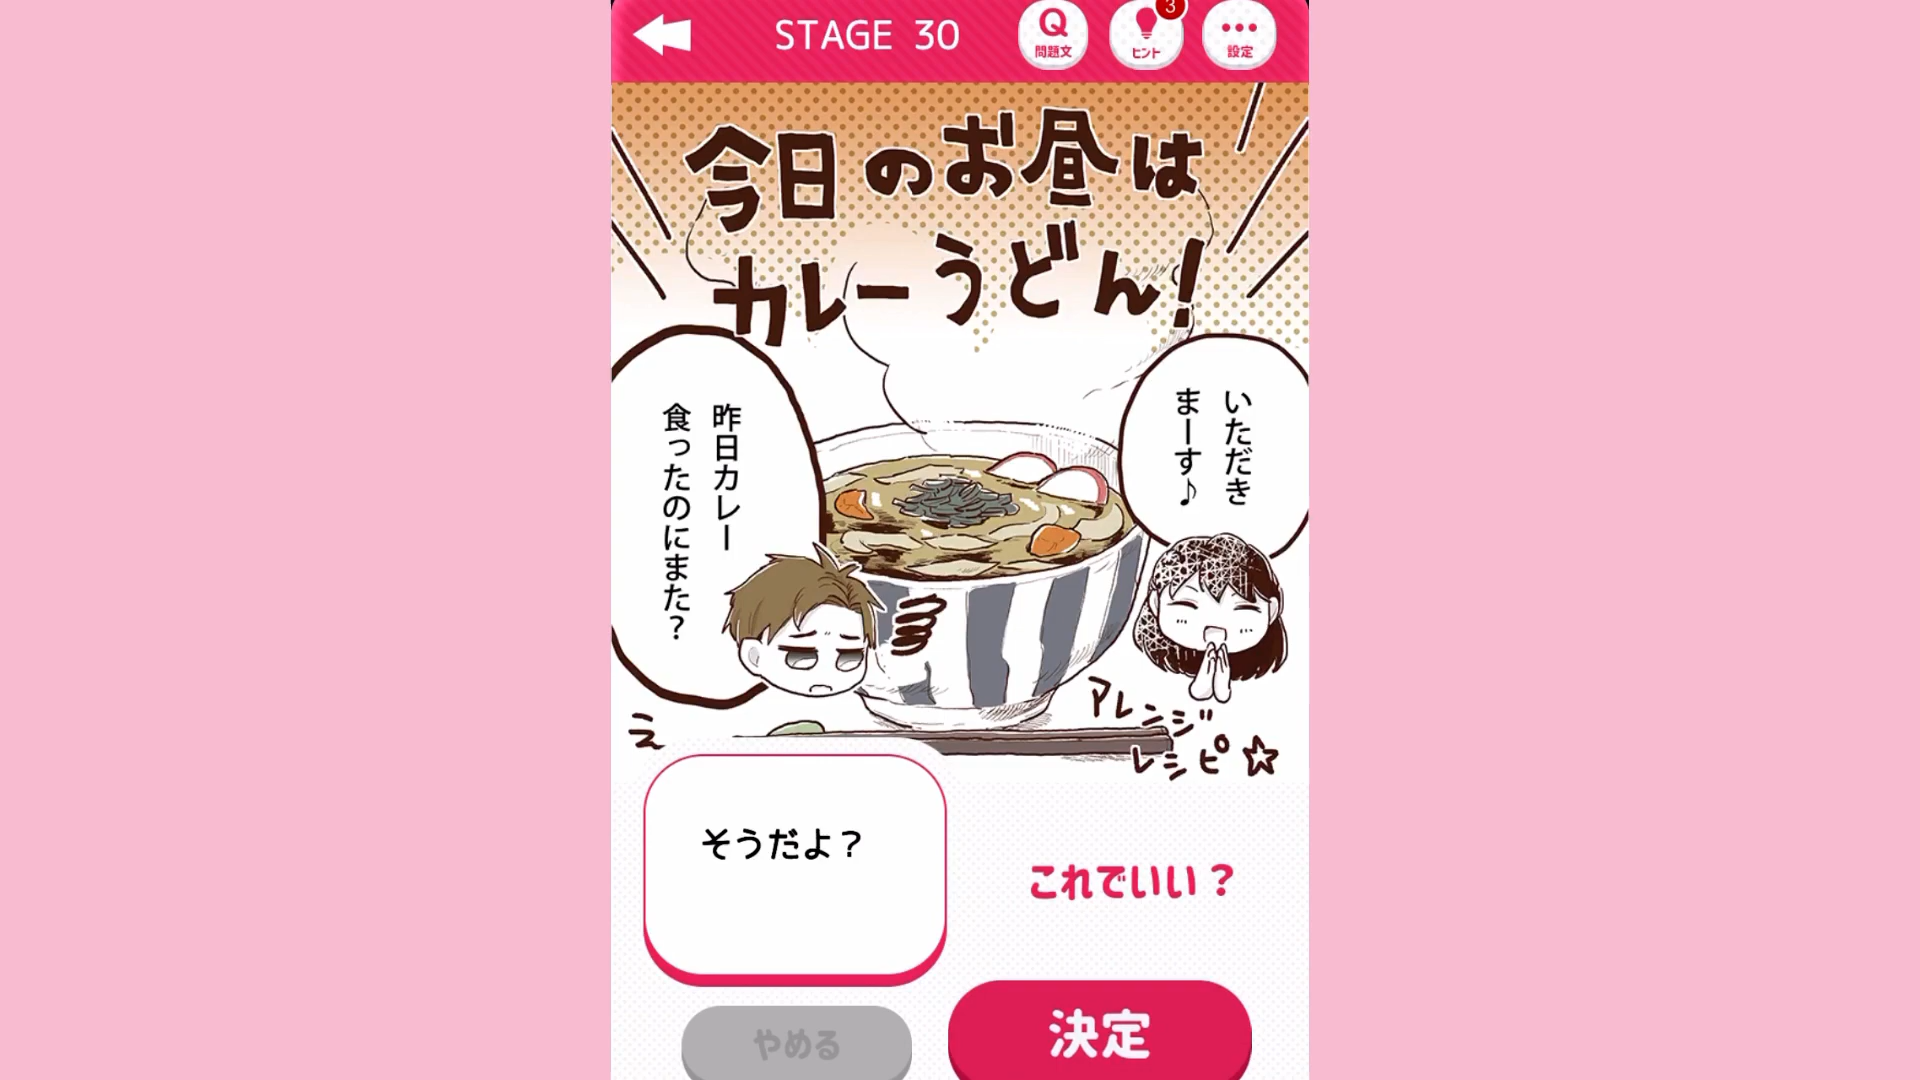 STAGE 30
問題文
3
ヒント
設定
今日のお昼は
カレーうどん!
いただき
まーす♪
昨日カレー
食ったのにまた?
え
アレンジ
レシピ☆
そうだよ?
これでいい?
やめる
決定